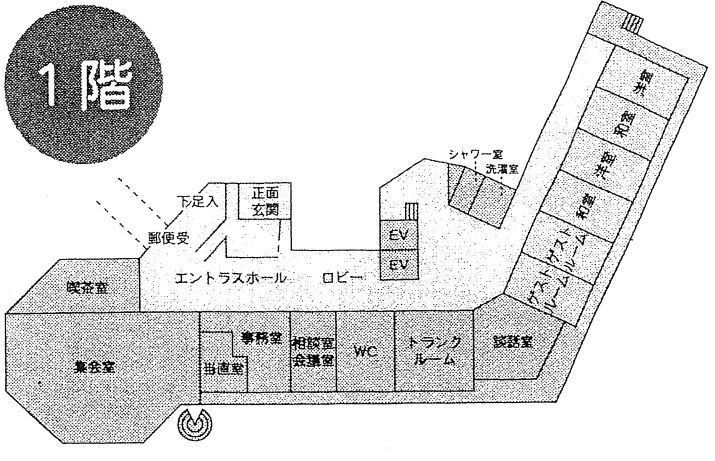 1階
シャワー室
洗濯室
下足入
正面
玄関
郵便受
EV
EV
エントラスホール
ロビー
喫茶室
集会室
事務室
当直室
相談室
会議室
WC
トランク
ルーム
談話室
ゲスト
ルーム
ゲスト
ルーム
和室
洋室
和室
洋室